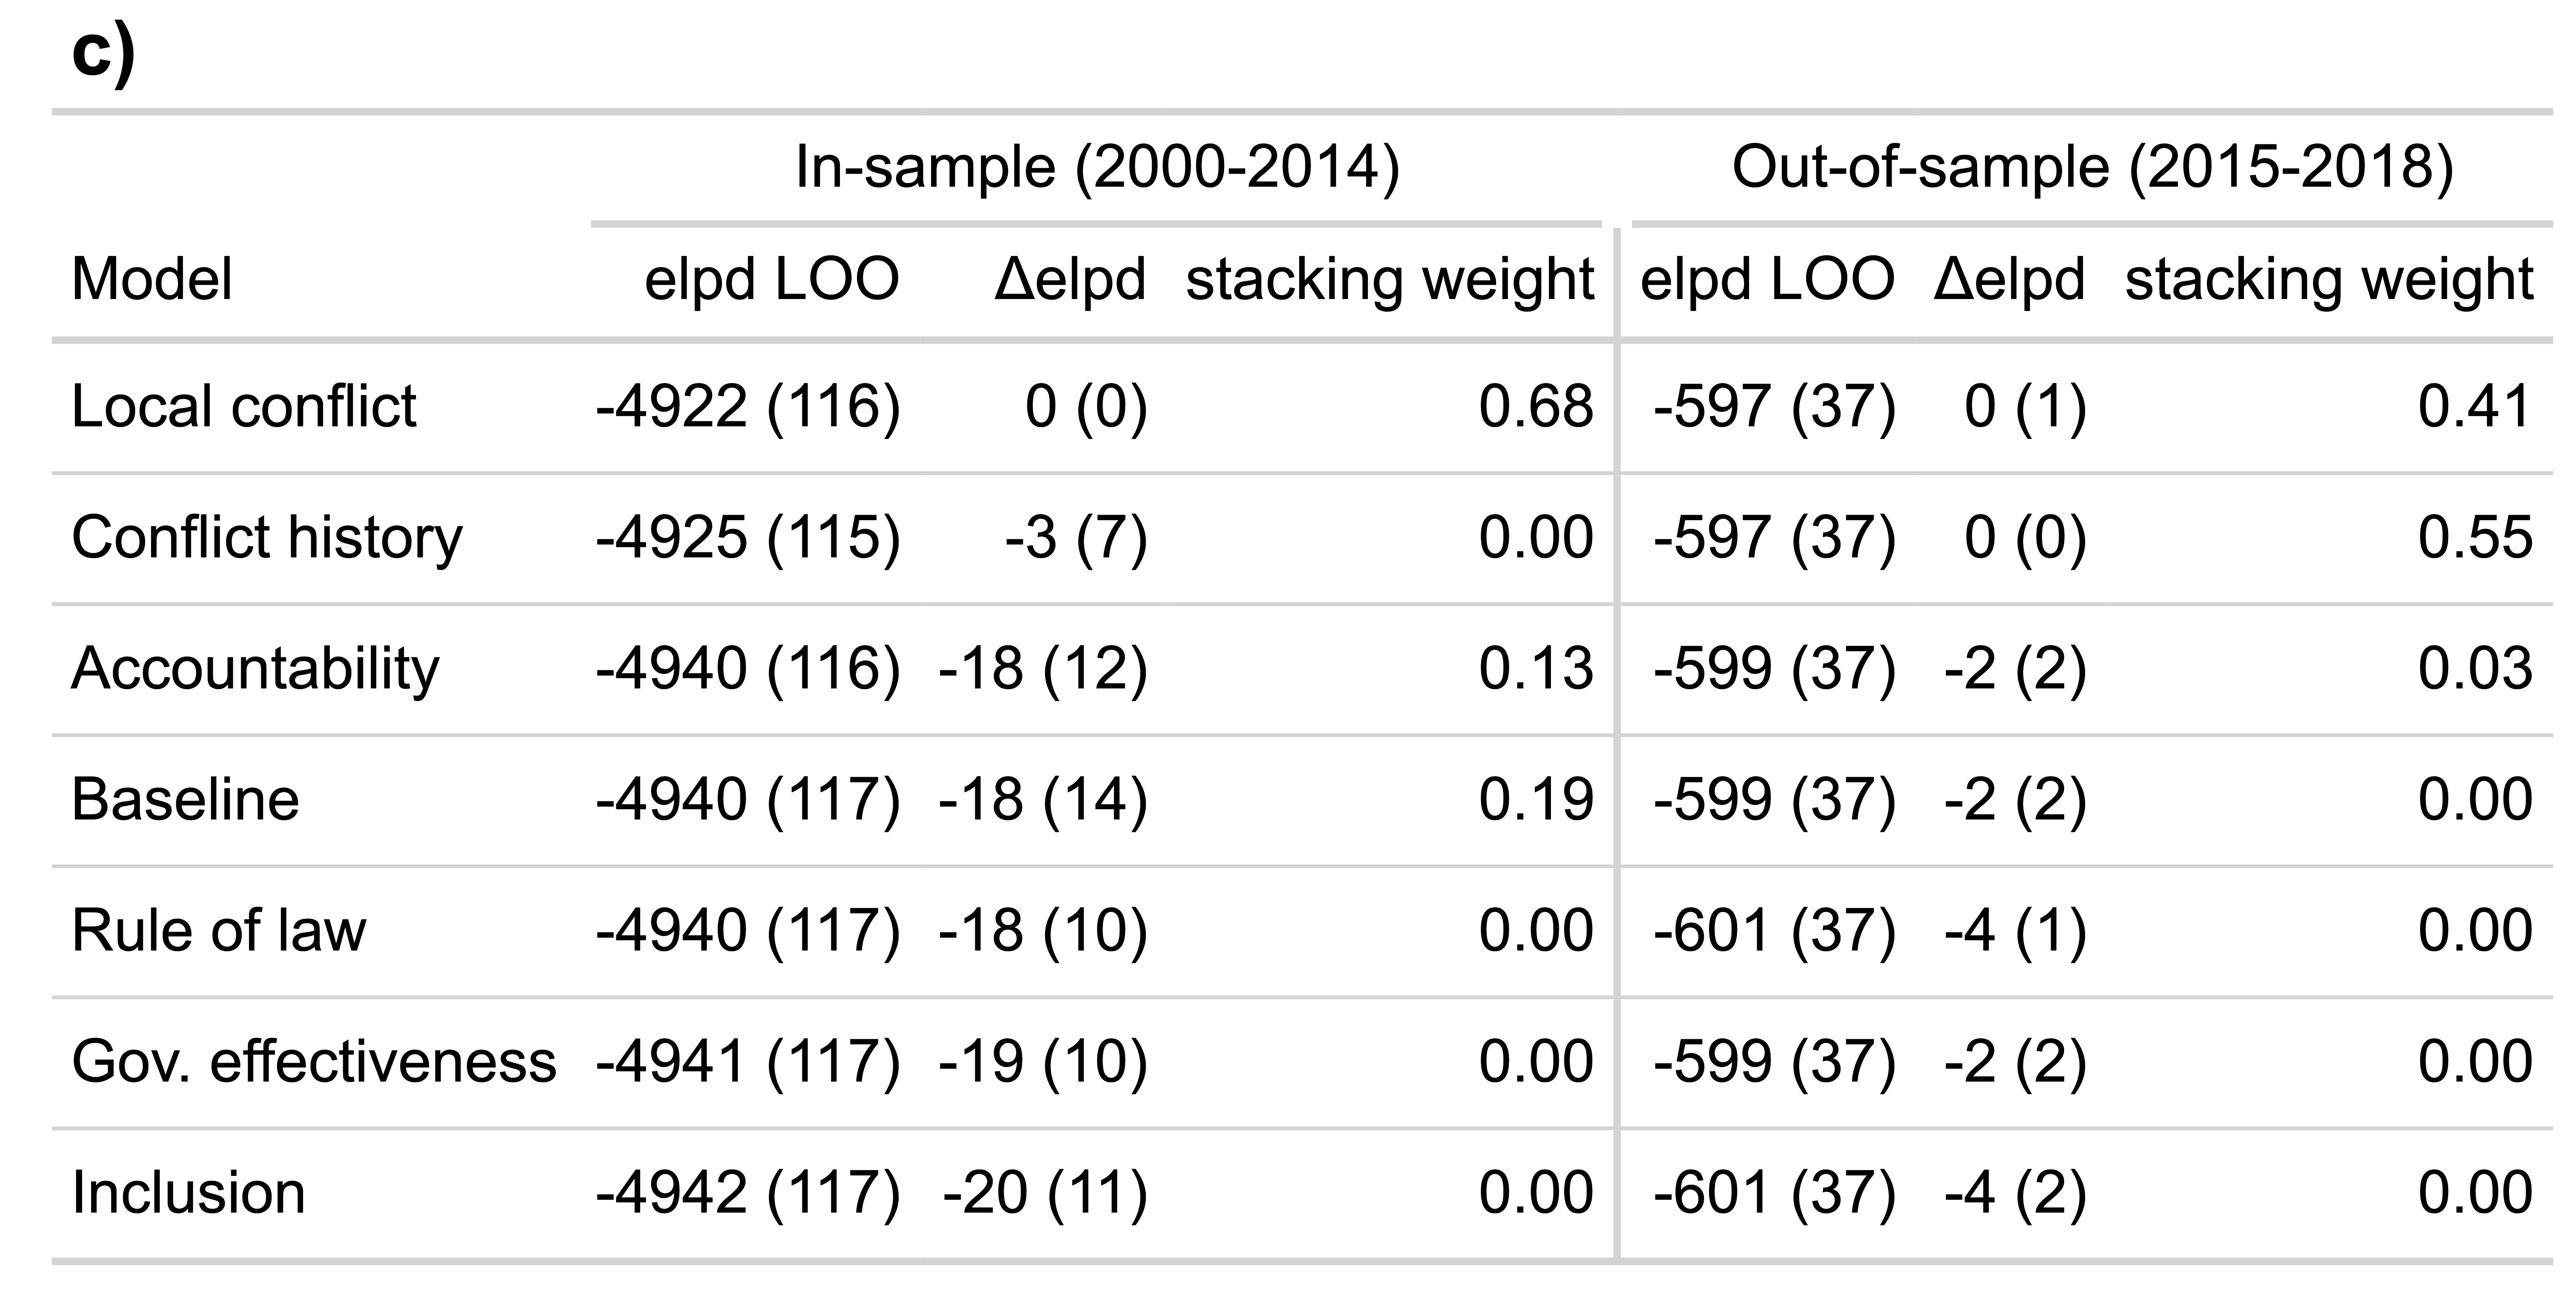 c)
In-sample (2000-2014) Out-of-sample (2015-2018)
Model elpd LOO Δelpd stacking weight elpd LOO Δelpd stacking weight
Local conflict -4922 (116) 0 (0) 0.68 -597 (37) 0 (1) 0.41
Conflict history -4925 (115) -3 (7) 0.00 -597 (37) 0 (0) 0.55
Accountability -4940 (116) -18 (12) 0.13 -599 (37) -2 (2) 0.03
Baseline -4940 (117) -18 (14) 0.19 -599 (37) -2 (2) 0.00
Rule of law -4940 (117) -18 (10) 0.00 -601 (37) -4 (1) 0.00
Gov. effectiveness -4941 (117) -19 (10) 0.00 -599 (37) -2 (2) 0.00
Inclusion -4942 (117) -20 (11) 0.00 -601 (37) -4 (2) 0.00